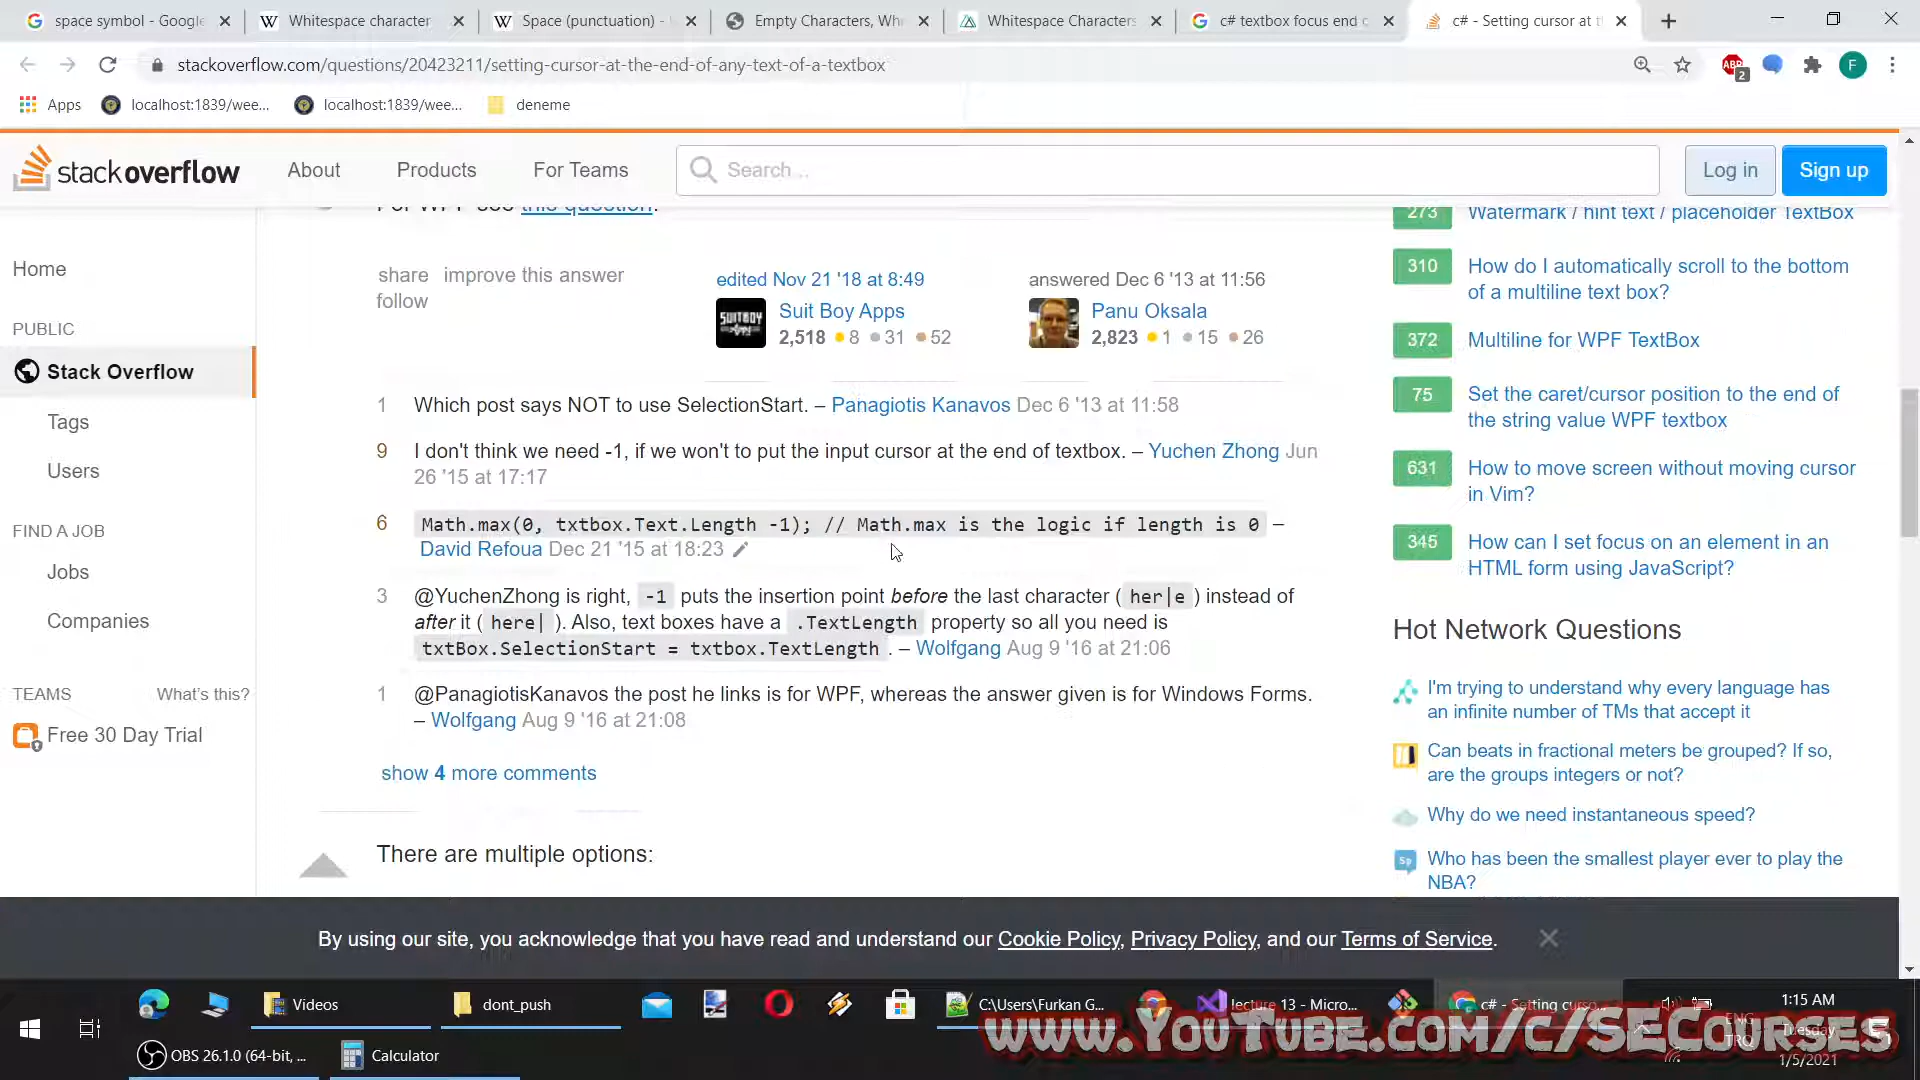 space symbol - Google
Whitespace character
Space (punctuation) -
Empty Characters, Whi
Whitespace Characters
c# textbox focus end c
c# - Setting cursor at t
stackoverflow.com/questions/20423211/setting-cursor-at-the-end-of-any-text-of-a-textbox
ABP
2
F
Apps
localhost:1839/wee...
localhost:1839/wee...
deneme
stackoverflow
About
Products
For Teams
Search...
Log in
Sign up
For WPF see this question.
share improve this answer
follow
edited Nov 21 '18 at 8:49
SUITBOY
Suit Boy Apps
2,518 8 31 52
answered Dec 6 '13 at 11:56
Panu Oksala
2,823 1 15 26
1 Which post says NOT to use SelectionStart. – Panagiotis Kanavos Dec 6 '13 at 11:58
9 I don't think we need -1, if we won't to put the input cursor at the end of textbox. – Yuchen Zhong Jun
26 '15 at 17:17
6 Math.max(0, txtbox.Text.Length -1); // Math.max is the logic if length is 0 –
David Refoua Dec 21 '15 at 18:23
3 @YuchenZhong is right, -1 puts the insertion point before the last character ( her|e ) instead of
after it ( here| ). Also, text boxes have a .TextLength property so all you need is
txtBox.SelectionStart = txtbox.TextLength . – Wolfgang Aug 9 '16 at 21:06
1 @PanagiotisKanavos the post he links is for WPF, whereas the answer given is for Windows Forms.
– Wolfgang Aug 9 '16 at 21:08
show 4 more comments
There are multiple options:
Home
PUBLIC
Stack Overflow
Tags
Users
FIND A JOB
Jobs
Companies
TEAMS What's this?
Free 30 Day Trial
273 Watermark / hint text / placeholder TextBox
310 How do I automatically scroll to the bottom
of a multiline text box?
372 Multiline for WPF TextBox
75 Set the caret/cursor position to the end of
the string value WPF textbox
631 How to move screen without moving cursor
in Vim?
345 How can I set focus on an element in an
HTML form using JavaScript?
Hot Network Questions
I'm trying to understand why every language has
an infinite number of TMs that accept it
Can beats in fractional meters be grouped? If so,
are the groups integers or not?
Why do we need instantaneous speed?
Sp
Who has been the smallest player ever to play the
NBA?
By using our site, you acknowledge that you have read and understand our Cookie Policy, Privacy Policy, and our Terms of Service.
Videos
dont_push
C:\Users\Furkan G...
lecture 13 - Micro...
c# - Setting curso...
1:15 AM
ENG
Tuesday
TRQ
1/5/2021
OBS 26.1.0 (64-bit, ...
Calculator
www.YouTube.com/c/SECourses